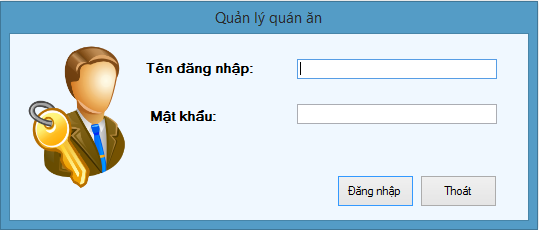 Quản lý quán ăn
Tên đăng nhập:
Mật khẩu:
Đăng nhập Thoát